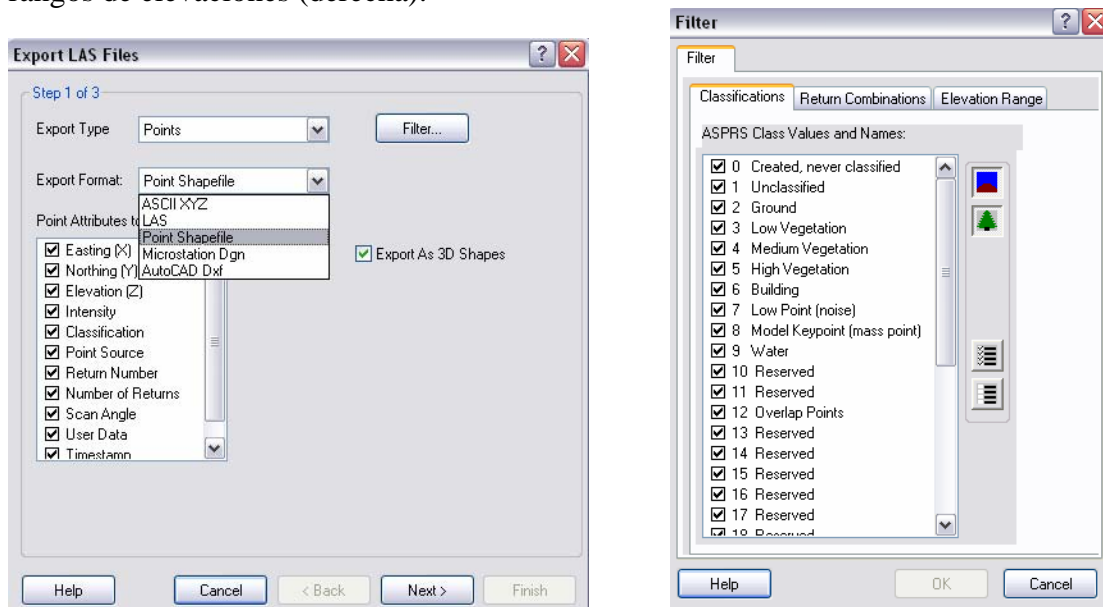 rangos de elevaciones (derecha).
Export LAS Files
Step 1 of 3
Export Type
Points
Filter...
Export Format:
Point Shapefile
ASCII XYZ
LAS
Point Shapefile
Microstation Dgn
AutoCAD Dxf
Point Attributes t
Export As 3D Shapes
Easting (X)
Northing (Y)
Elevation (Z)
Intensity
Classification
Point Source
Return Number
Number of Returns
Scan Angle
User Data
Timestamp
Help
Cancel
< Back
Next >
Finish
Filter
Filter
Classifications
Return Combinations
Elevation Range
ASPRS Class Values and Names:
0 Created, never classified
1 Unclassified
2 Ground
3 Low Vegetation
4 Medium Vegetation
5 High Vegetation
6 Building
7 Low Point (noise)
8 Model Keypoint (mass point)
9 Water
10 Reserved
11 Reserved
12 Overlap Points
13 Reserved
14 Reserved
15 Reserved
16 Reserved
17 Reserved
18 Reserved
Help
OK
Cancel